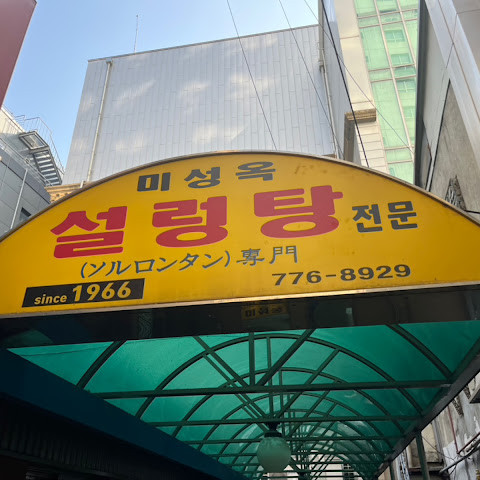 미성옥
설렁탕 전문
(ソルロンタン) 専門
776-8929
since 1966